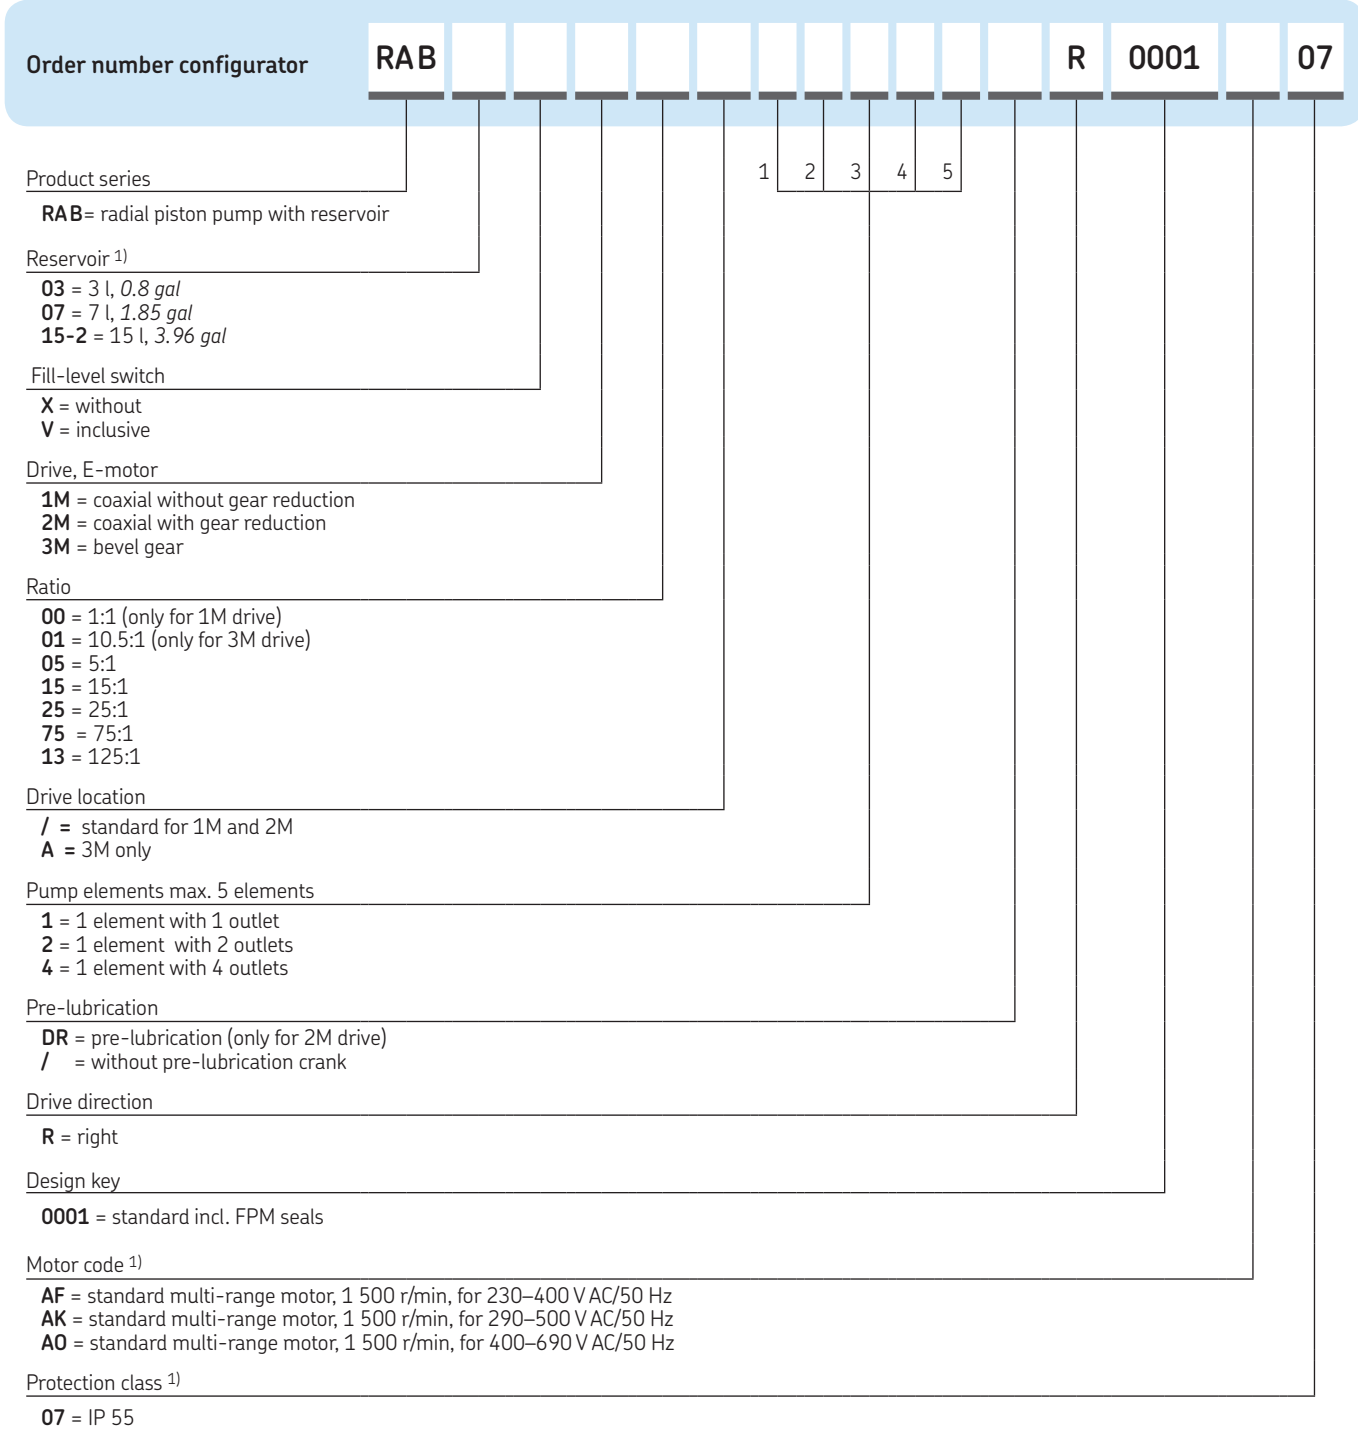 Order number configurator RAB R 0001 07
1 2 3 4 5
Product series
RAB= radial piston pump with reservoir
Reservoir 1)
03 = 3 l, 0.8 gal
07 = 7 l, 1.85 gal
15-2 = 15 l, 3.96 gal
Fill-level switch
X = without
V = inclusive
Drive, E-motor
1M = coaxial without gear reduction
2M = coaxial with gear reduction
3M = bevel gear
Ratio
00 = 1:1 (only for 1M drive)
01 = 10.5:1 (only for 3M drive)
05 = 5:1
15 = 15:1
25 = 25:1
75 = 75:1
13 = 125:1
Drive location
/ = standard for 1M and 2M
A = 3M only
Pump elements max. 5 elements
1 = 1 element with 1 outlet
2 = 1 element with 2 outlets
4 = 1 element with 4 outlets
Pre-lubrication
DR = pre-lubrication (only for 2M drive)
/ = without pre-lubrication crank
Drive direction
R = right
Design key
0001 = standard incl. FPM seals
Motor code 1)
AF = standard multi-range motor, 1 500 r/min, for 230–400 V AC/50 Hz
AK = standard multi-range motor, 1 500 r/min, for 290–500 V AC/50 Hz
AO = standard multi-range motor, 1 500 r/min, for 400–690 V AC/50 Hz
Protection class 1)
07 = IP 55